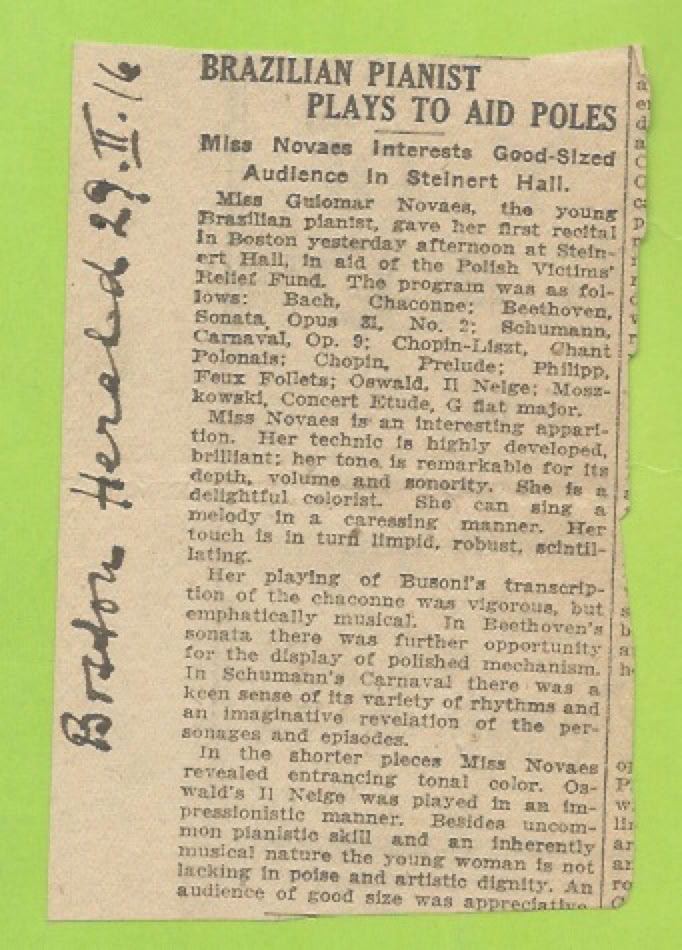 Boston Herald 29.II.16
BRAZILIAN PIANIST
PLAYS TO AID POLES
Miss Novaes Interests Good-Sized
Audience in Steinert Hall.
Miss Guiomar Novaes, the young
Brazilian pianist, gave her first recital
in Boston yesterday afternoon at Stein-
ert Hall, in aid of the Polish Victims'
Relief Fund. The program was as fol-
lows: Bach, Chaconne; Beethoven,
Sonata, Opus 31, No. 2; Schumann,
Carnaval, Op. 9; Chopin-Liszt, Chant
Polonais; Chopin, Prelude; Philipp,
Feux Follets; Oswald, Il Neige; Mosz-
kowski, Concert Etude, G flat major.
Miss Novaes is an interesting appari-
tion. Her technic is highly developed,
brilliant; her tone is remarkable for its
depth, volume and sonority. She is a
delightful colorist. She can sing a
melody in a caressing manner. Her
touch is in turn limpid, robust, scintil-
lating.
Her playing of Busoni's transcrip-
tion of the chaconne was vigorous, but
emphatically musical. In Beethoven's
sonata there was further opportunity
for the display of polished mechanism.
In Schumann's Carnaval there was a
keen sense of its variety of rhythms and
an imaginative revelation of the per-
sonages and episodes.
In the shorter pieces Miss Novaes
revealed entrancing tonal color. Os-
wald's Il Neige was played in an im-
pressionistic manner. Besides uncom-
mon pianistic skill and an inherently
musical nature the young woman is not
lacking in poise and artistic dignity. An
audience of good size was appreciative